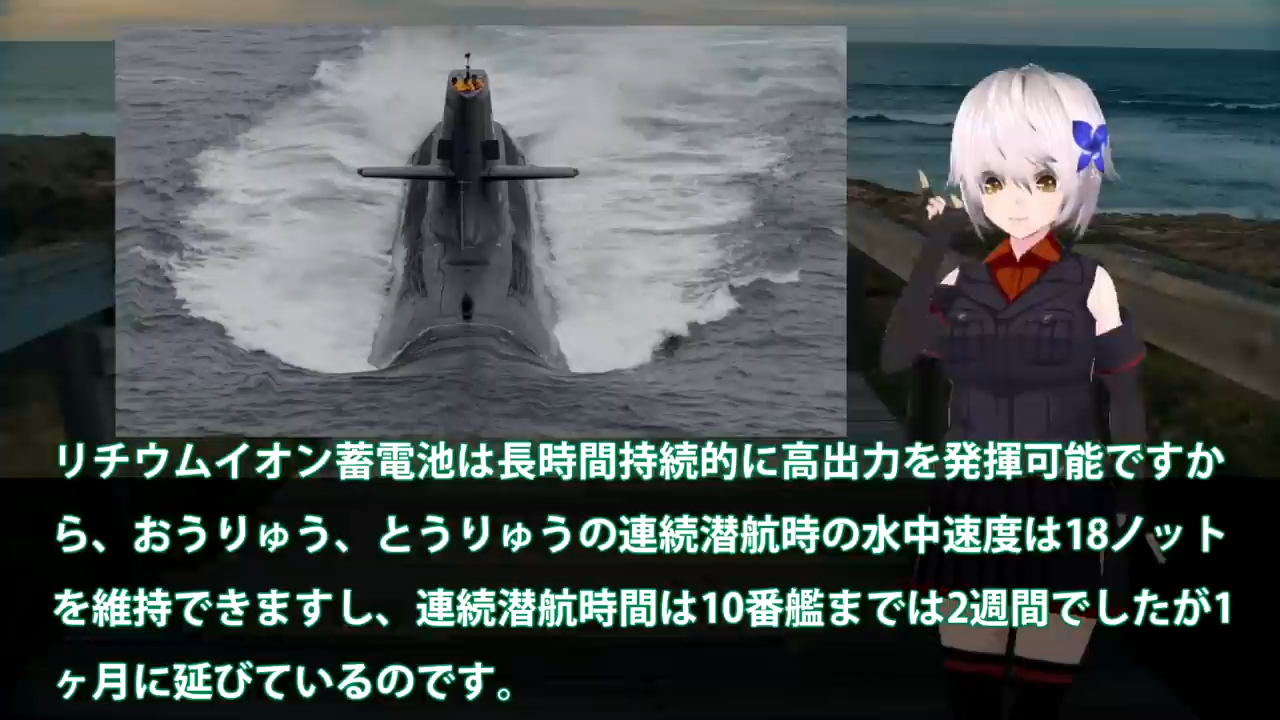 リチウムイオン蓄電池は長時間持続的に高出力を発揮可能ですか
ら、おうりゅう、とうりゅうの連続潜航時の水中速度は18ノット
を維持できますし、連続潜航時間は10番艦までは2週間でしたが1
ヶ月に延びているのです。